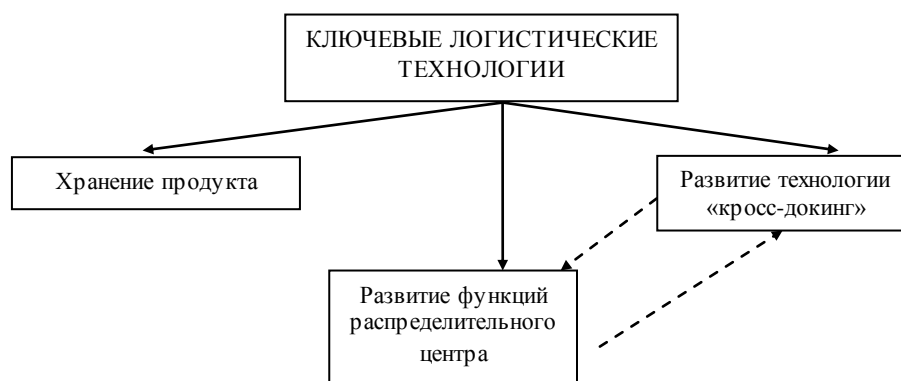 КЛЮЧЕВЫЕ ЛОГИСТИЧЕСКИЕ
ТЕХНОЛОГИИ
Хранение продукта
Развитие технологии
«кросс-докинг»
Развитие функций
распределительного
центра